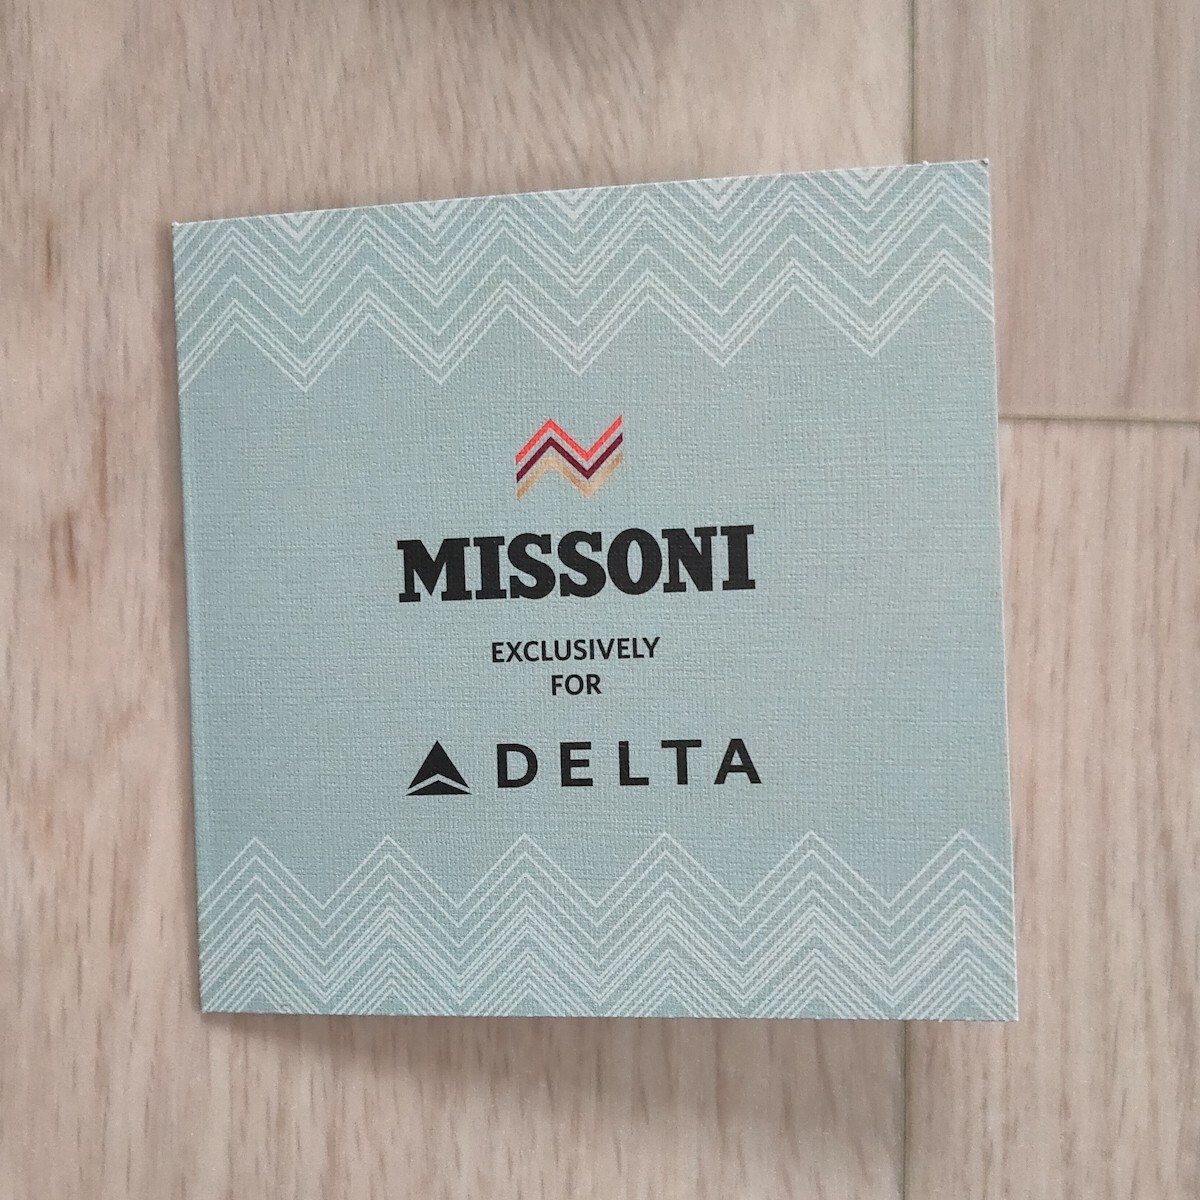 MISSONI
EXCLUSIVELY
FOR
DELTA